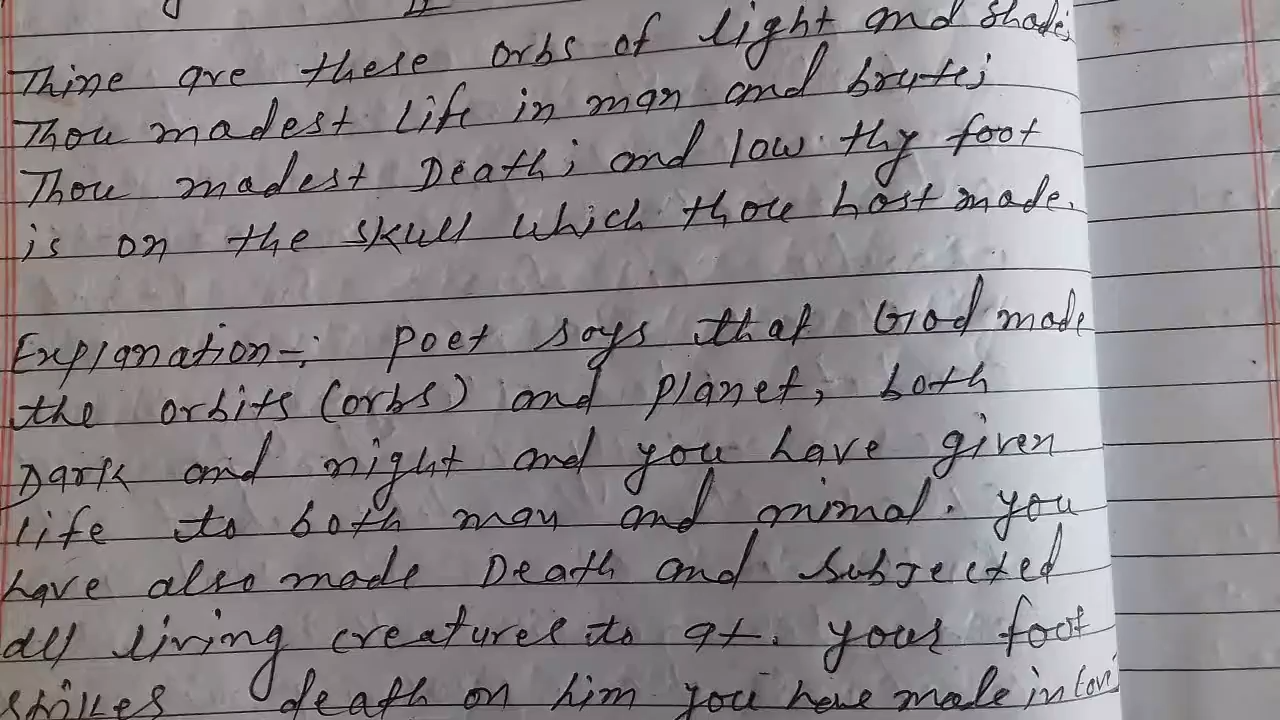 Thine are these orbs of light and shade;
Thou madest life in man and brute;
Thou madest Death; and low thy foot
is on the skull which thou hast made.
Explanation-: Poet says that God made
the orbits (orbs) and planet, both
Dark and night and you have given
life to both man and animal. you
have also made Death and subjected
all living creatures to it. your foot
strikes death on him you have made in